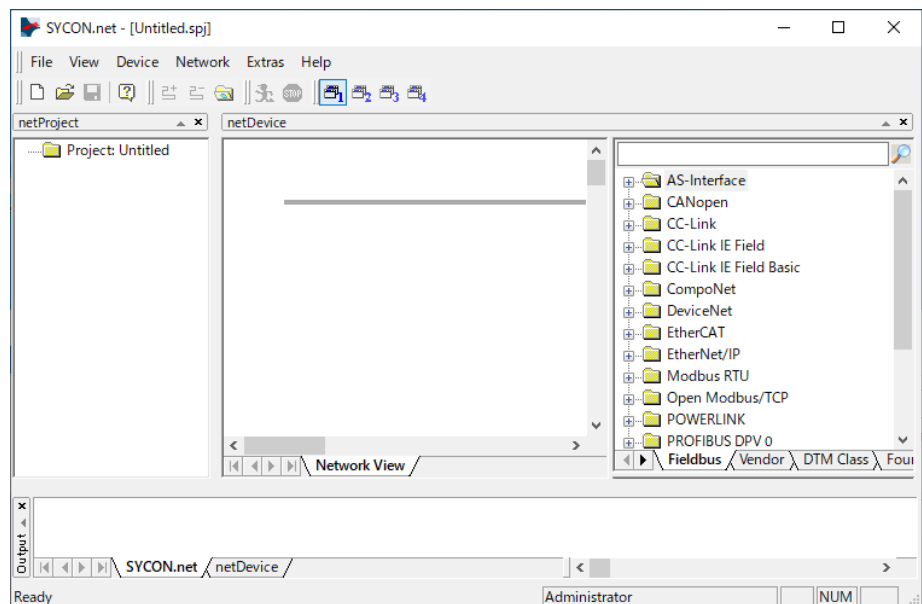 SYCON.net - [Untitled.spj]
File View Device Network Extras Help
netProject
netDevice
Project: Untitled
AS-Interface
CANopen
CC-Link
CC-Link IE Field
CC-Link IE Field Basic
CompoNet
DeviceNet
EtherCAT
EtherNet/IP
Modbus RTU
Open Modbus/TCP
POWERLINK
PROFIBUS DPV 0
Network View
Fieldbus Vendor DTM Class Four
Output
SYCON.net netDevice
Ready Administrator NUM